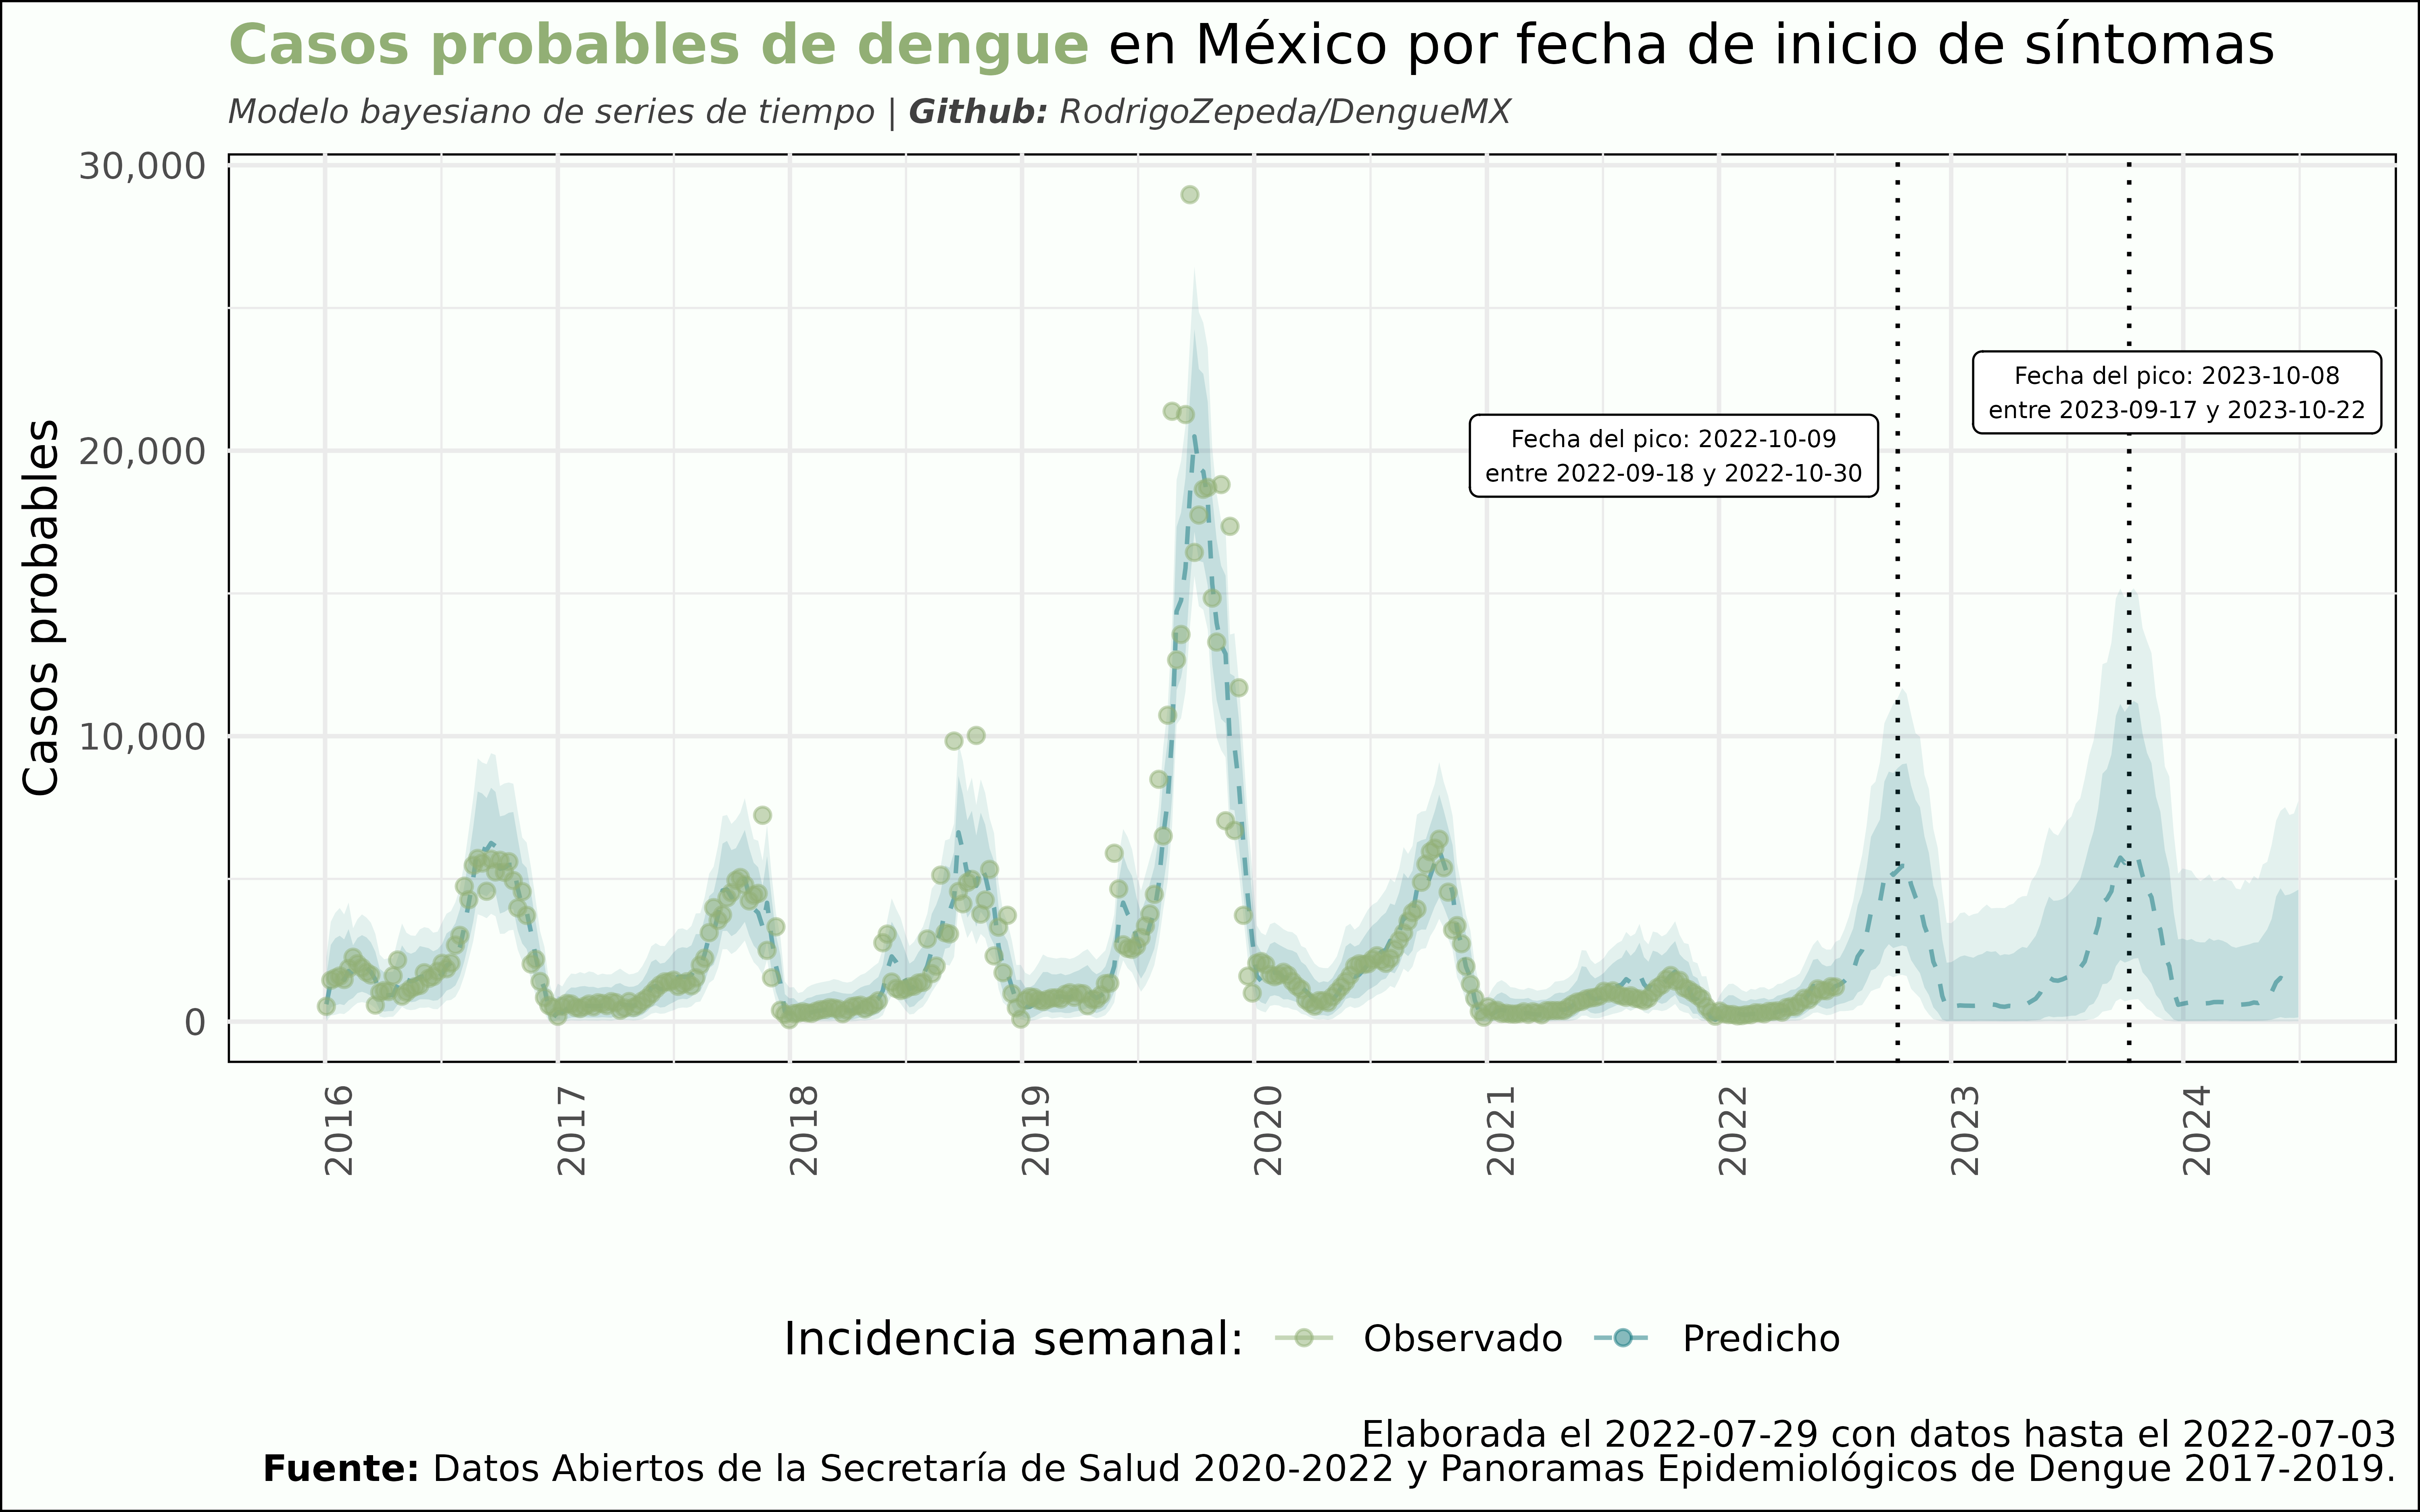 Casos probables de dengue en México por fecha de inicio de síntomas
Modelo bayesiano de series de tiempo | Github: RodrigoZepeda/DengueMX
Casos probables
30,000
20,000
10,000
0
Fecha del pico: 2023-10-08
entre 2023-09-17 y 2023-10-22
Fecha del pico: 2022-10-09
entre 2022-09-18 y 2022-10-30
2016
2017
2018
2019
2020
2021
2022
2023
2024
Incidencia semanal: Observado Predicho
Elaborada el 2022-07-29 con datos hasta el 2022-07-03
Fuente: Datos Abiertos de la Secretaría de Salud 2020-2022 y Panoramas Epidemiológicos de Dengue 2017-2019.